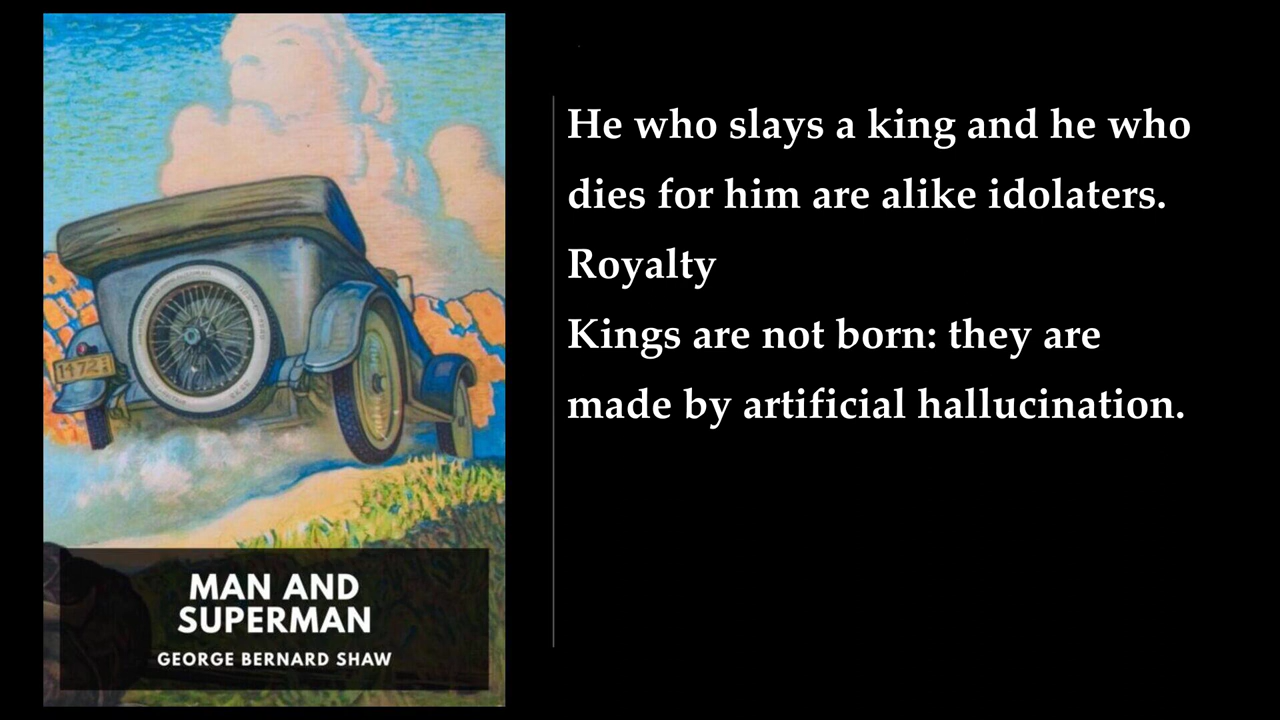 He who slays a king and he who
dies for him are alike idolaters.
Royalty
Kings are not born: they are
made by artificial hallucination.
1472
MAN AND
SUPERMAN
GEORGE BERNARD SHAW